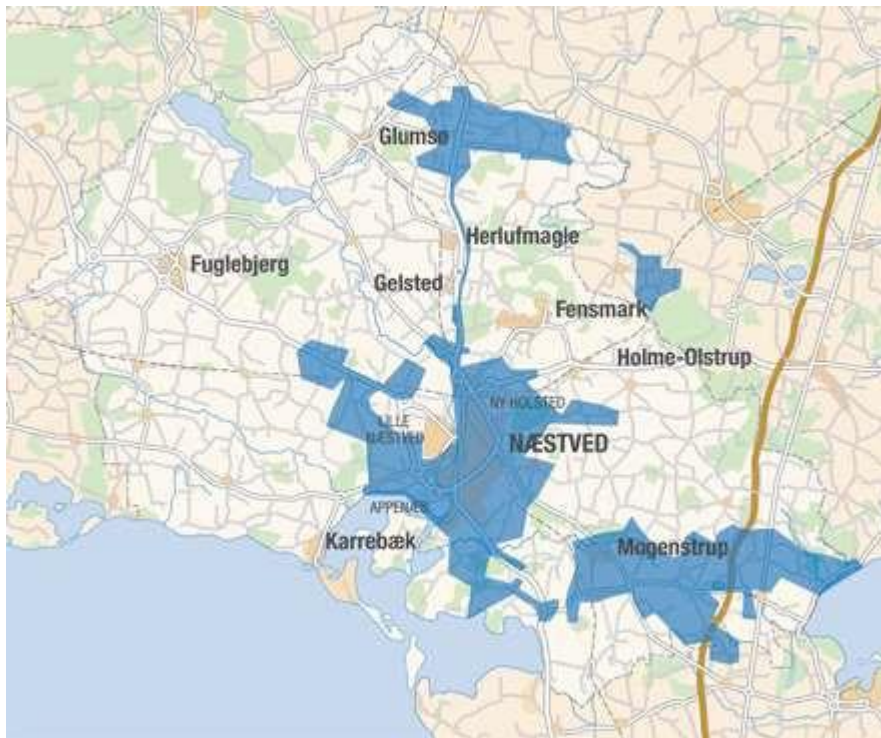 Glumsø
Herlufmagle
Fuglebjerg
Gelsted
Fensmark
Holme-Olstrup
NY HOLSTED
LILLE
NÆSTVED
NÆSTVED
APPENÆS
Karrebæk
Mogenstrup